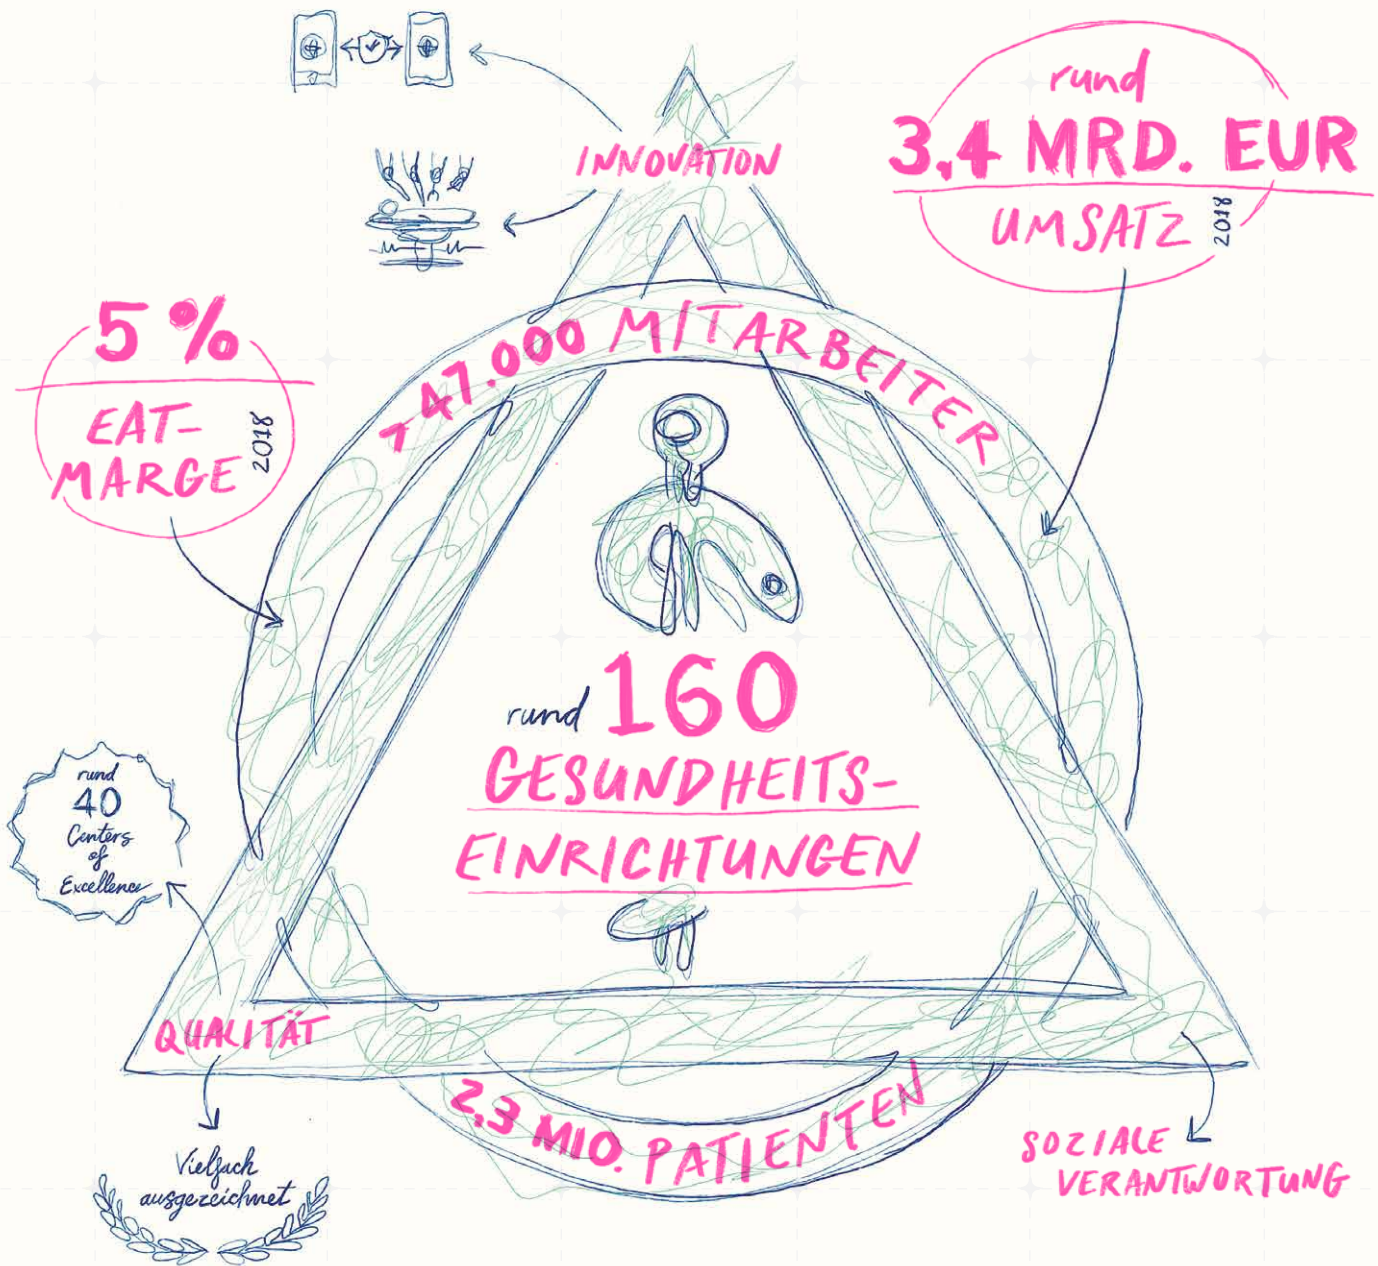 INNOVATION
rund
3,4 MRD. EUR
UMSATZ 2018
5 %
EAT-
MARGE 2018
> 47.000 MITARBEITER
rund 160
GESUNDHEITS-
EINRICHTUNGEN
rund
40
Centers
of
Excellence
QUALITÄT
2,3 MIO. PATIENTEN
Vielfach
ausgezeichnet
SOZIALE
VERANTWORTUNG